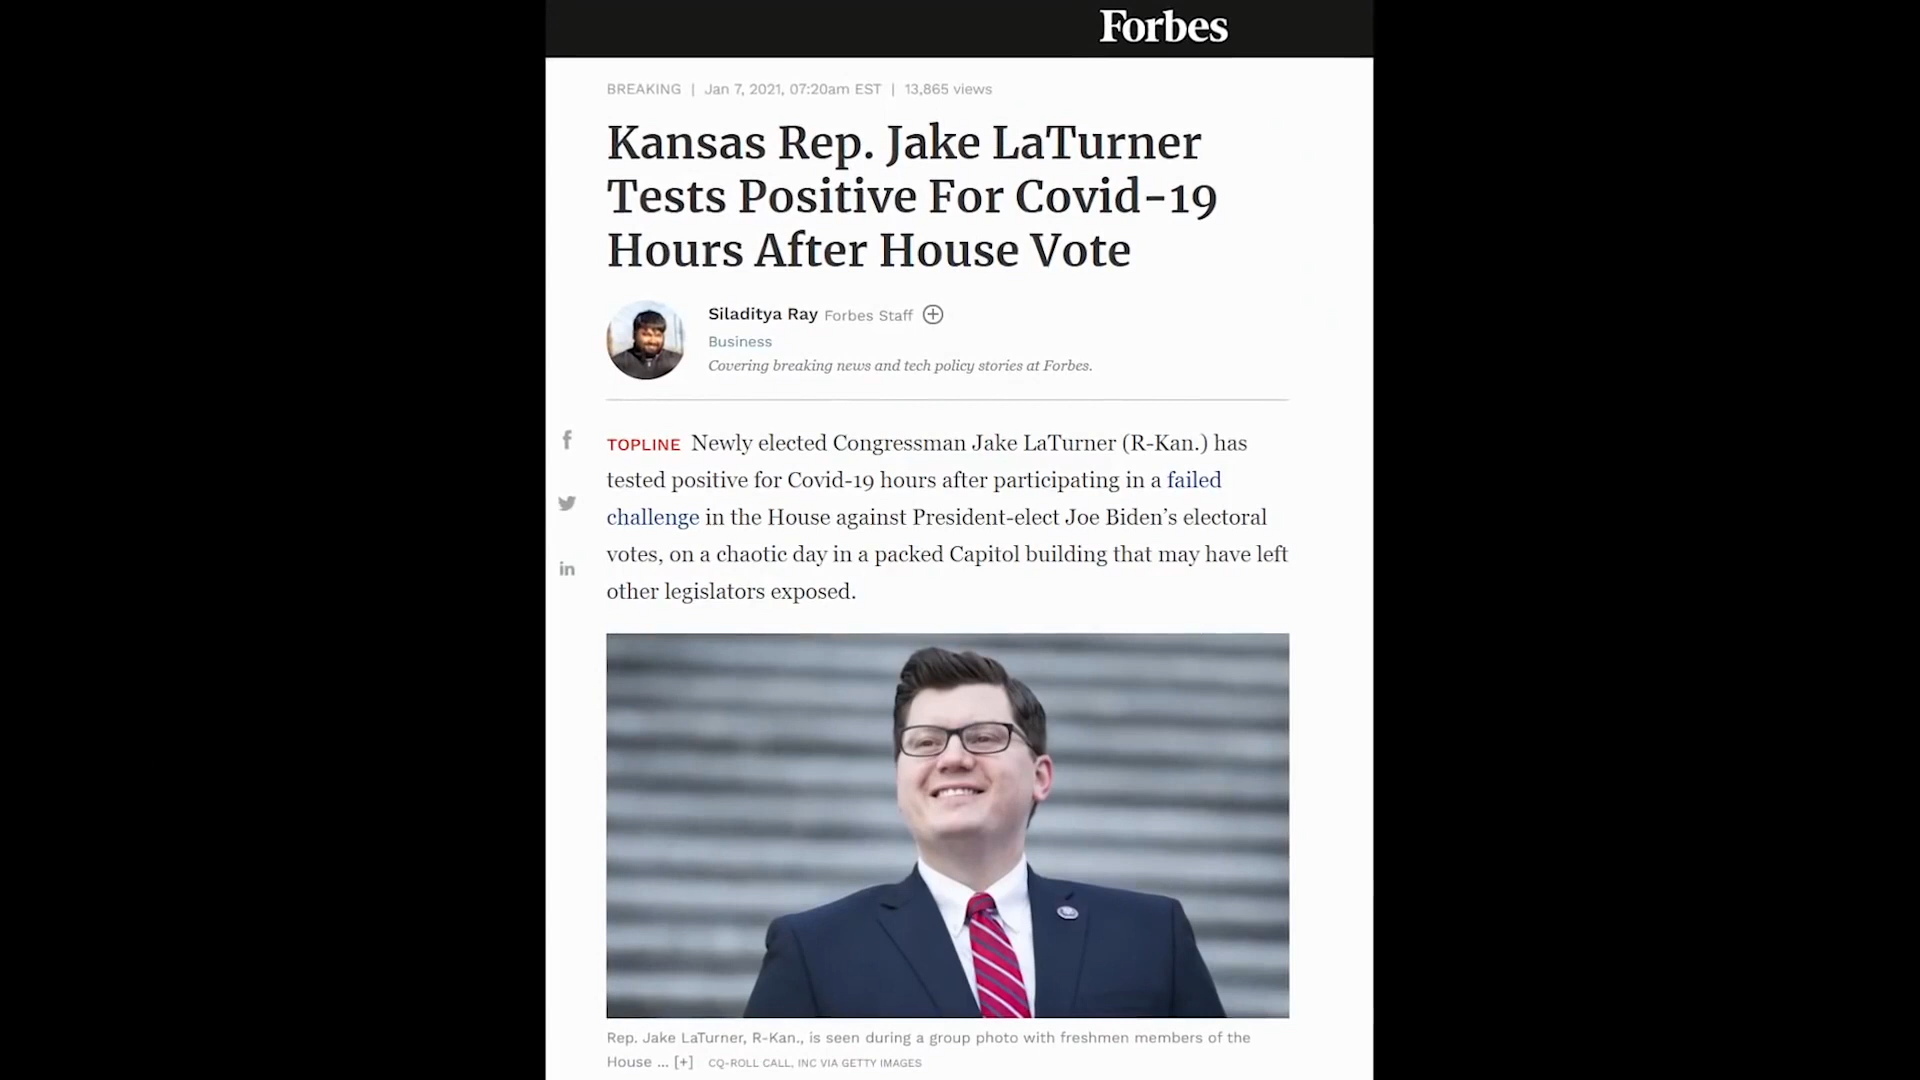 Forbes
BREAKING | Jan 7, 2021, 07:20am EST | 13,865 views
Kansas Rep. Jake LaTurner
Tests Positive For Covid-19
Hours After House Vote
Siladitya Ray Forbes Staff
Business
Covering breaking news and tech policy stories at Forbes.
TOPLINE Newly elected Congressman Jake LaTurner (R-Kan.) has
tested positive for Covid-19 hours after participating in a failed
challenge in the House against President-elect Joe Biden’s electoral
votes, on a chaotic day in a packed Capitol building that may have left
other legislators exposed.
Rep. Jake LaTurner, R-Kan., is seen during a group photo with freshmen members of the
House ... [+] CQ-ROLL CALL, INC VIA GETTY IMAGES